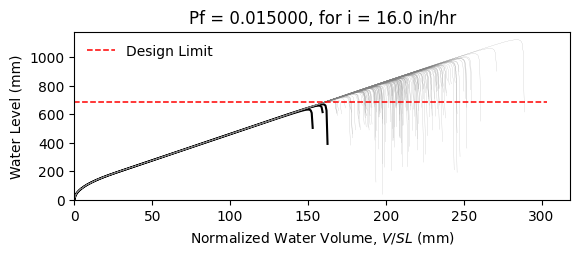 Pf = 0.015000, for i = 16.0 in/hr
Design Limit
Water Level (mm)
1000
800
600
400
200
0
0 50 100 150 200 250 300
Normalized Water Volume, V/SL (mm)